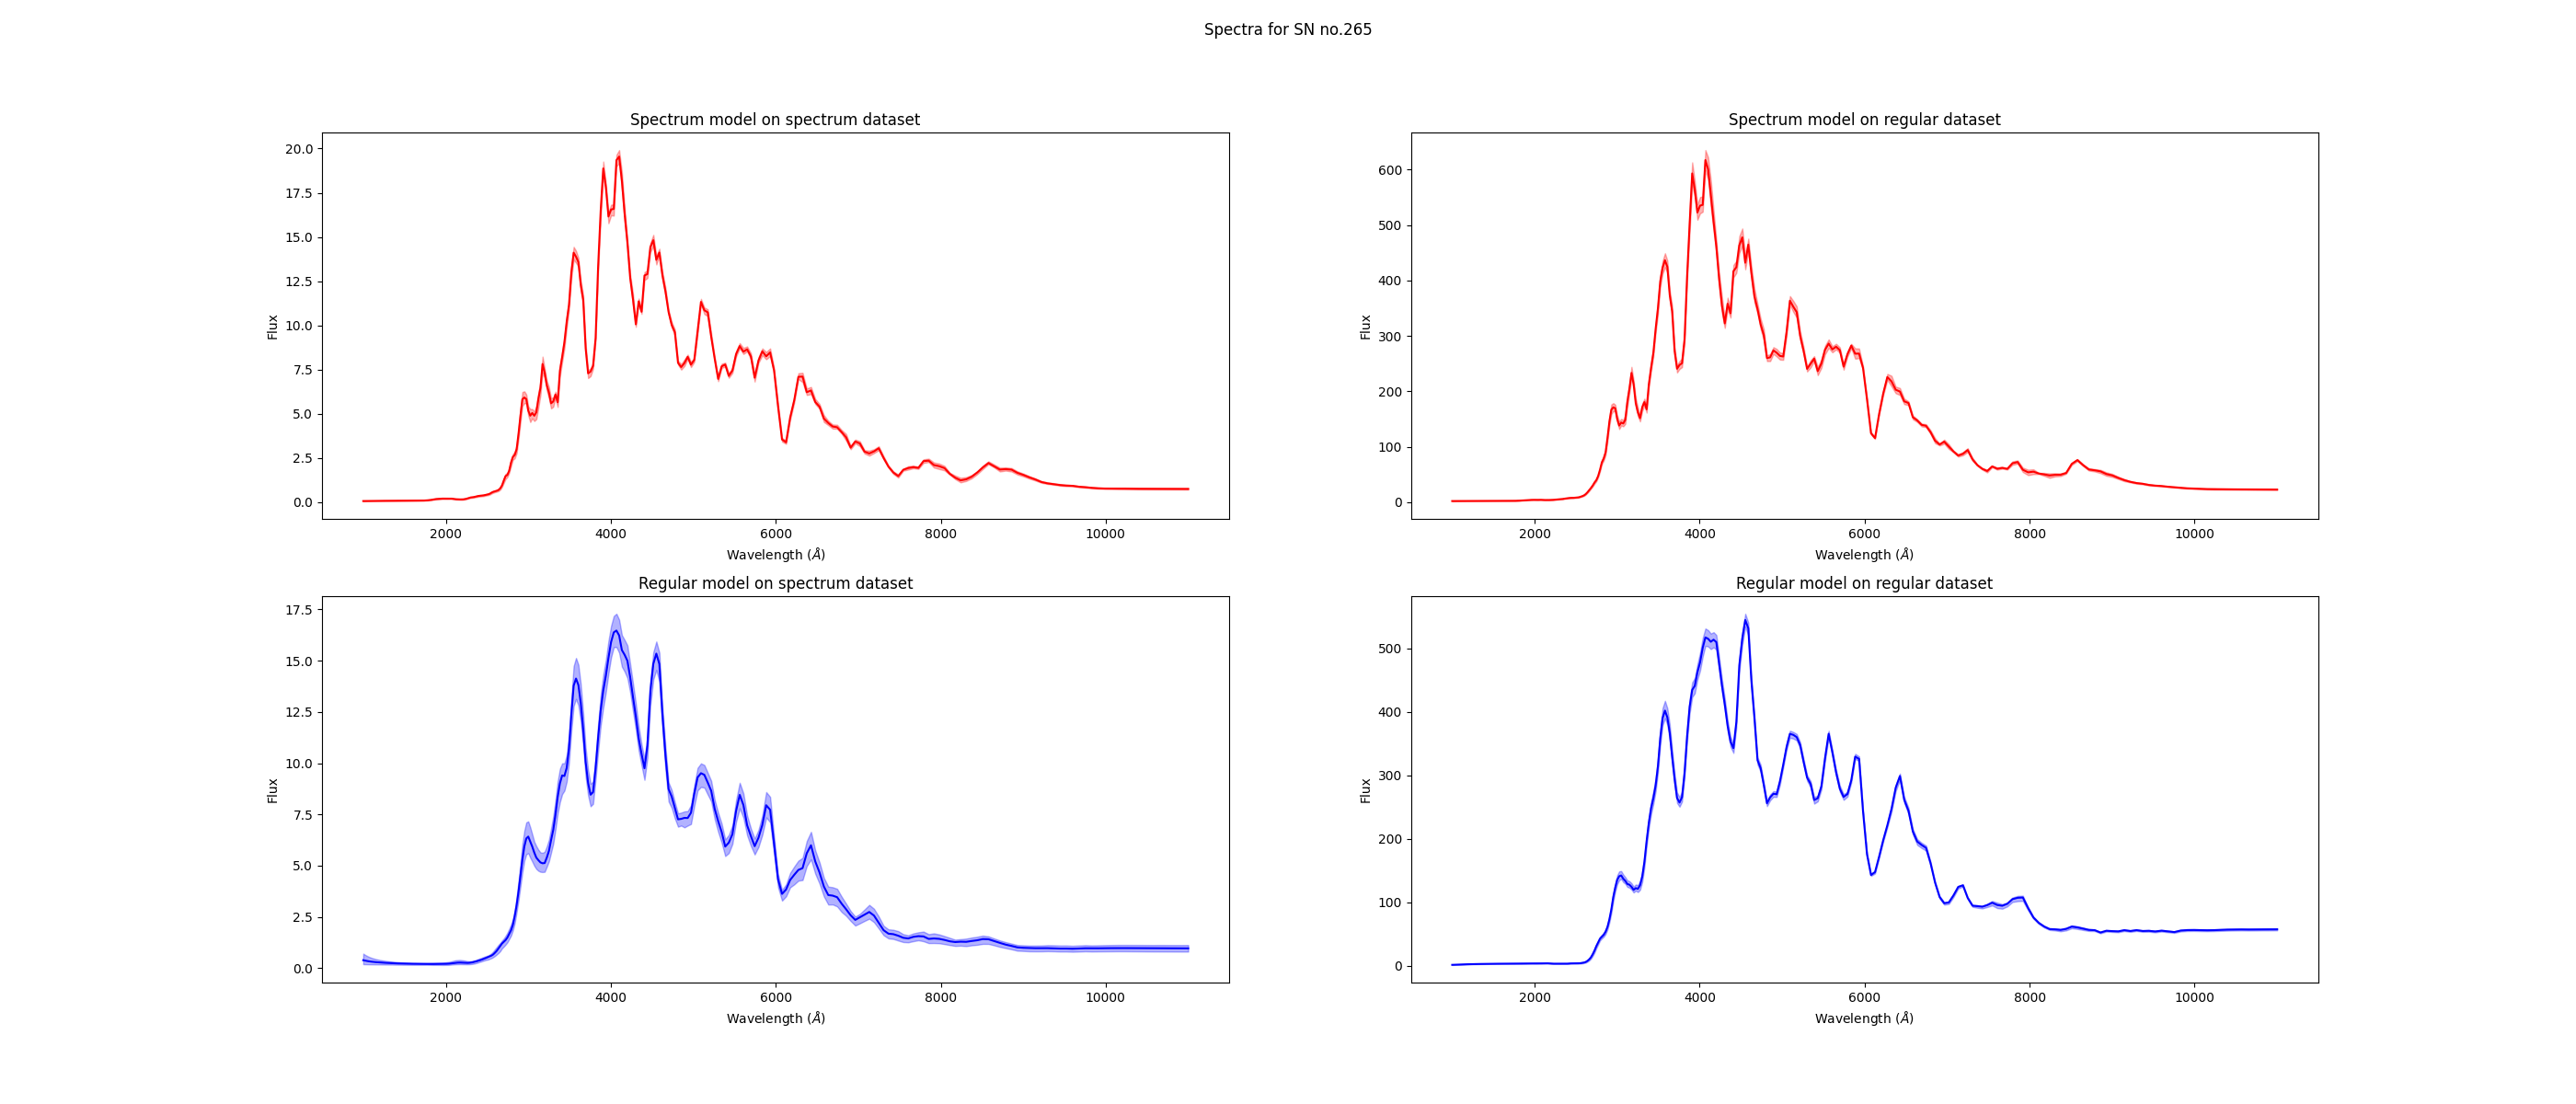 Spectra for SN no.265
Spectrum model on spectrum dataset
20.0
17.5
15.0
12.5
10.0
7.5
5.0
2.5
0.0
Flux
2000 4000 6000 8000 10000
Wavelength (Å)
Spectrum model on regular dataset
600
500
400
300
200
100
0
Flux
2000 4000 6000 8000 10000
Wavelength (Å)
Regular model on spectrum dataset
17.5
15.0
12.5
10.0
7.5
5.0
2.5
0.0
Flux
2000 4000 6000 8000 10000
Wavelength (Å)
Regular model on regular dataset
500
400
300
200
100
0
Flux
2000 4000 6000 8000 10000
Wavelength (Å)